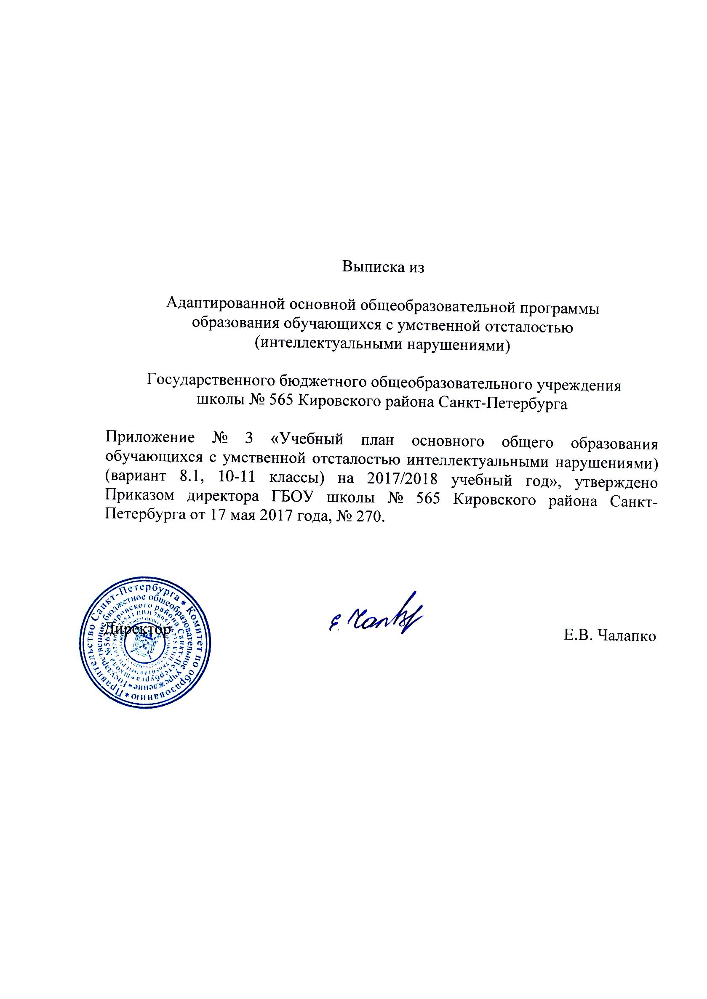 Выписка из
Адаптированной основной общеобразовательной программы
образования обучающихся с умственной отсталостью
(интеллектуальными нарушениями)
Государственного бюджетного общеобразовательного учреждения
школы № 565 Кировского района Санкт-Петербурга
Приложение № 3 «Учебный план основного общего образования
обучающихся с умственной отсталостью интеллектуальными нарушениями)
(вариант 8.1, 10-11 классы) на 2017/2018 учебный год», утверждено
Приказом директора ГБОУ школы № 565 Кировского района Санкт-
Петербурга от 17 мая 2017 года, № 270.
Директор
Е.В. Чалапко
Правительство Санкт-Петербурга * Комитет по образованию *
Государственное бюджетное общеобразовательное учреждение *
Кировского района Санкт-Петербурга *